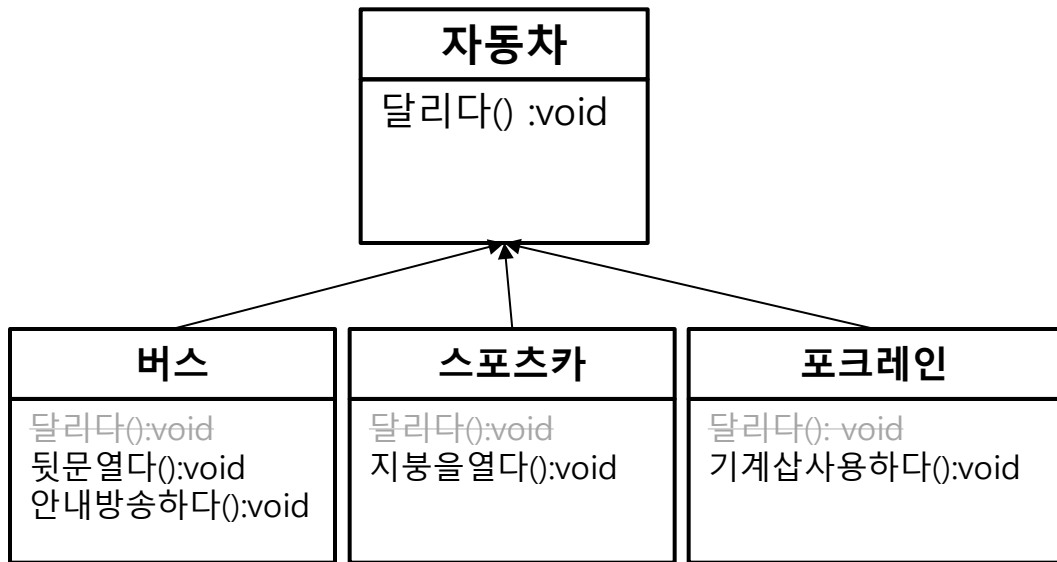 자동차
달리다() :void
버스
달리다():void
뒷문열다():void
안내방송하다():void
스포츠카
달리다():void
지붕을열다():void
포크레인
달리다(): void
기계삽사용하다():void